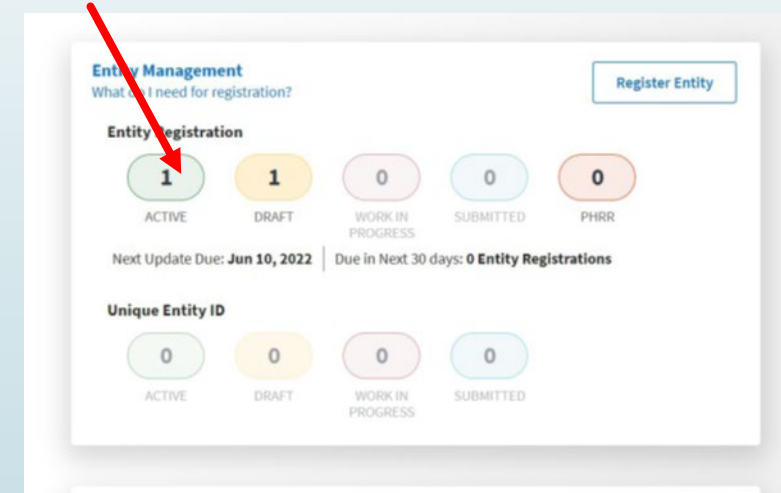 Entity Management
What do I need for registration?
Register Entity
Entity Registration
1 1 0 0 0
ACTIVE DRAFT WORK IN PROGRESS SUBMITTED PHRR
Next Update Due: Jun 10, 2022 | Due in Next 30 days: 0 Entity Registrations
Unique Entity ID
0 0 0 0
ACTIVE DRAFT WORK IN PROGRESS SUBMITTED